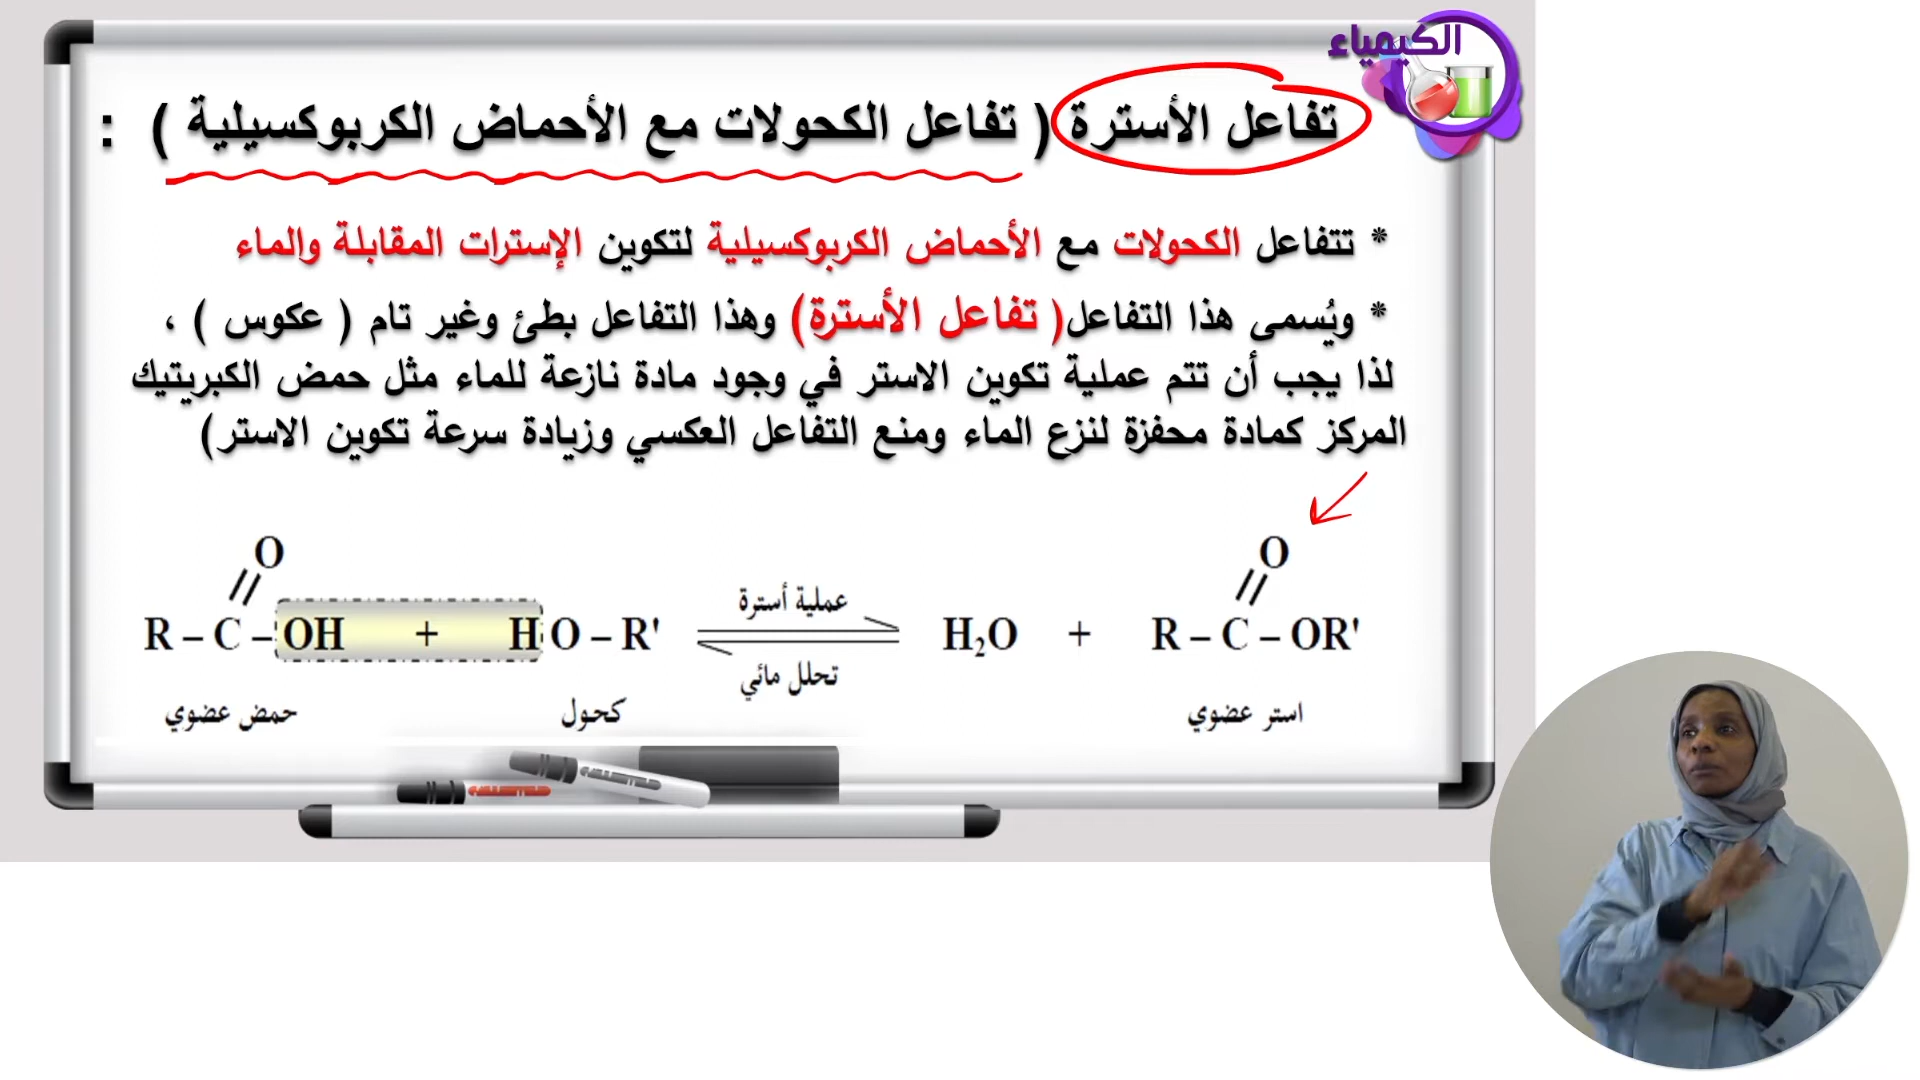 الكيمياء
تفاعل الأسترة ( تفاعل الكحولات مع الأحماض الكربوكسيلية ) :
* تتفاعل الكحولات مع الأحماض الكربوكسيلية لتكوين الإسترات المقابلة والماء
* ويُسمى هذا التفاعل( تفاعل الأسترة) وهذا التفاعل بطئ وغير تام ( عكوس ) ،
لذا يجب أن تتم عملية تكوين الاستر في وجود مادة نازعة للماء مثل حمض الكبريتيك
المركز كمادة محفزة لنزع الماء ومنع التفاعل العكسي وزيادة سرعة تكوين الاستر)
O O
عملية أسترة
R – C – OH + H O – R' H₂O + R – C – OR'
تحلل مائي
حمض عضوي كحول استر عضوي